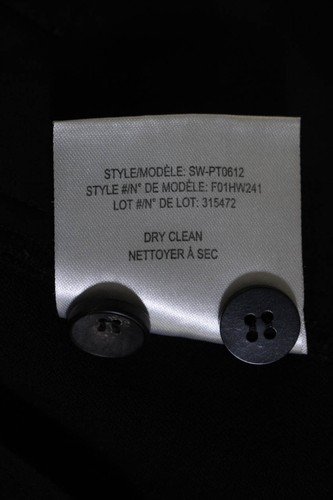 STYLE/MODÈLE: SW-PT0612
STYLE #/N° DE MODÈLE: F01HW241
LOT #/N° DE LOT: 315472
DRY CLEAN
NETTOYER À SEC